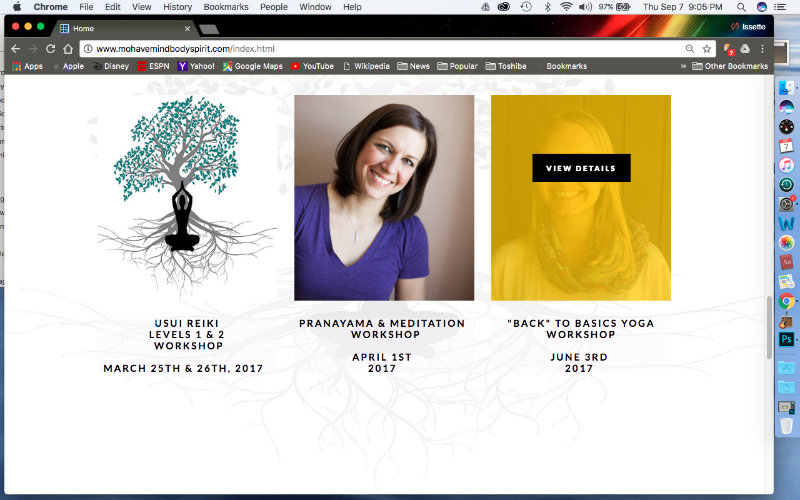 Chrome File Edit View History Bookmarks People Window Help 97% Thu Sep 7 9:05 PM
Home Issette
www.mohavemindbodyspirit.com/index.html
Apps Apple Disney ESPN Yahoo! Google Maps YouTube Wikipedia News Popular Toshiba Bookmarks » Other Bookmarks
VIEW DETAILS
USUI REIKI
LEVELS 1 & 2
WORKSHOP
MARCH 25TH & 26TH, 2017
PRANAYAMA & MEDITATION
WORKSHOP
APRIL 1ST
2017
"BACK" TO BASICS YOGA
WORKSHOP
JUNE 3RD
2017
7
Ps